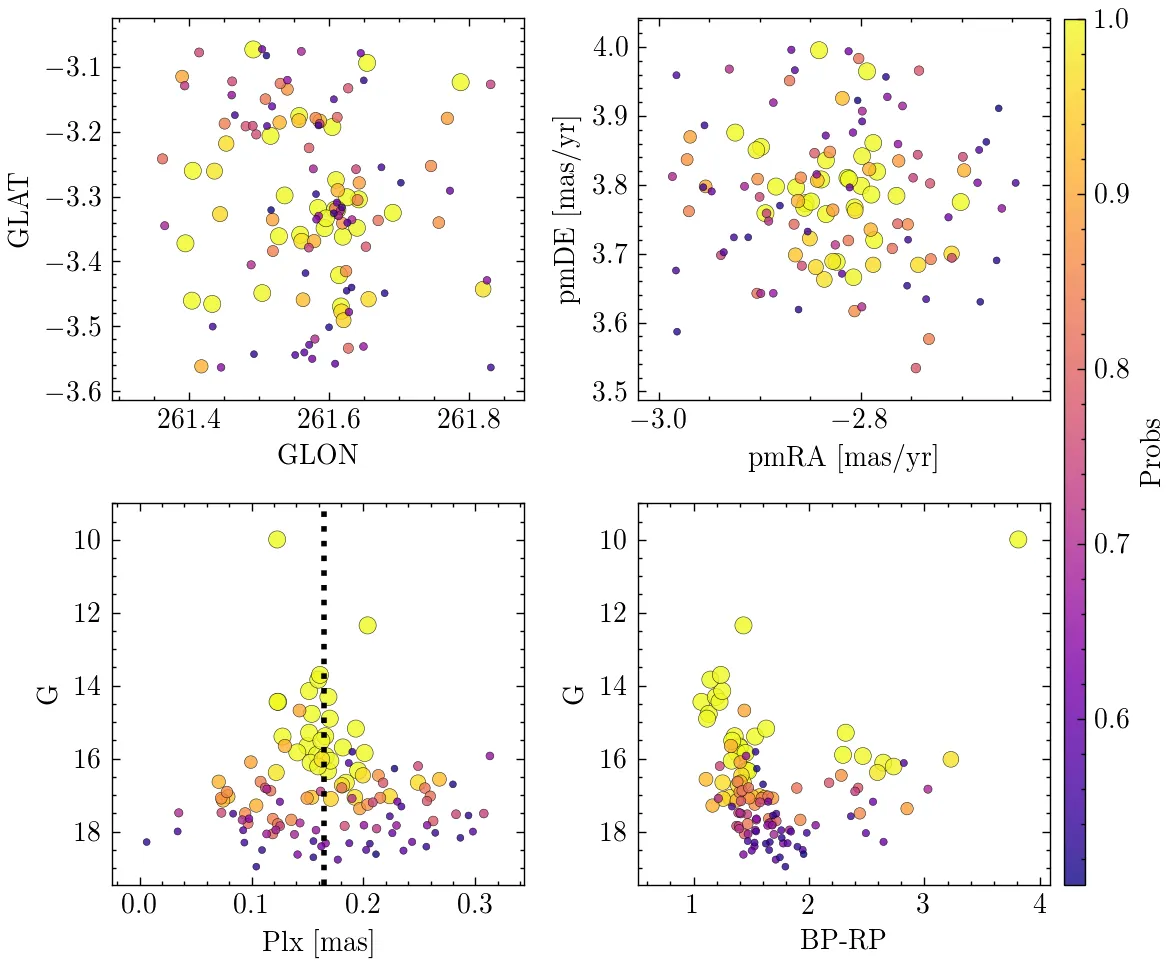 −3.1
−3.2
−3.3
−3.4
−3.5
−3.6
GLAT
261.4 261.6 261.8
GLON
4.0
3.9
3.8
3.7
3.6
3.5
pmDE [mas/yr]
−3.0 −2.8
pmRA [mas/yr]
1.0
0.9
0.8
0.7
0.6
Probs
10
12
14
16
18
G
0.0 0.1 0.2 0.3
Plx [mas]
10
12
14
16
18
G
1 2 3 4
BP-RP